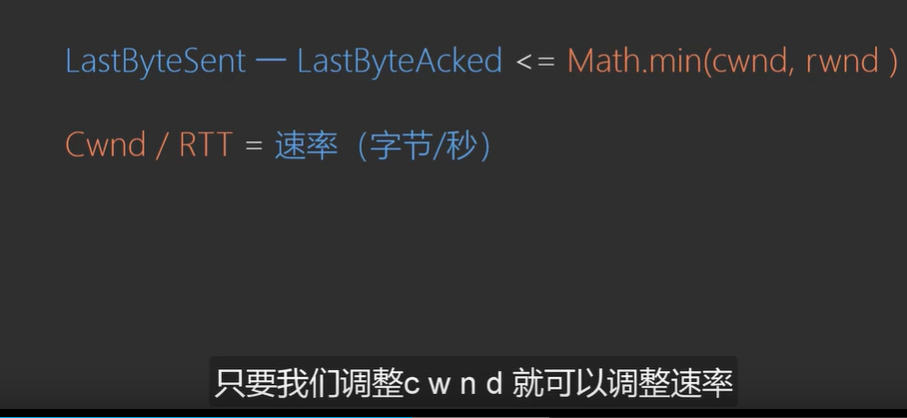 LastByteSent — LastByteAcked <= Math.min(cwnd, rwnd )
Cwnd / RTT = 速率（字节/秒）
只要我们调整c w n d 就可以调整速率